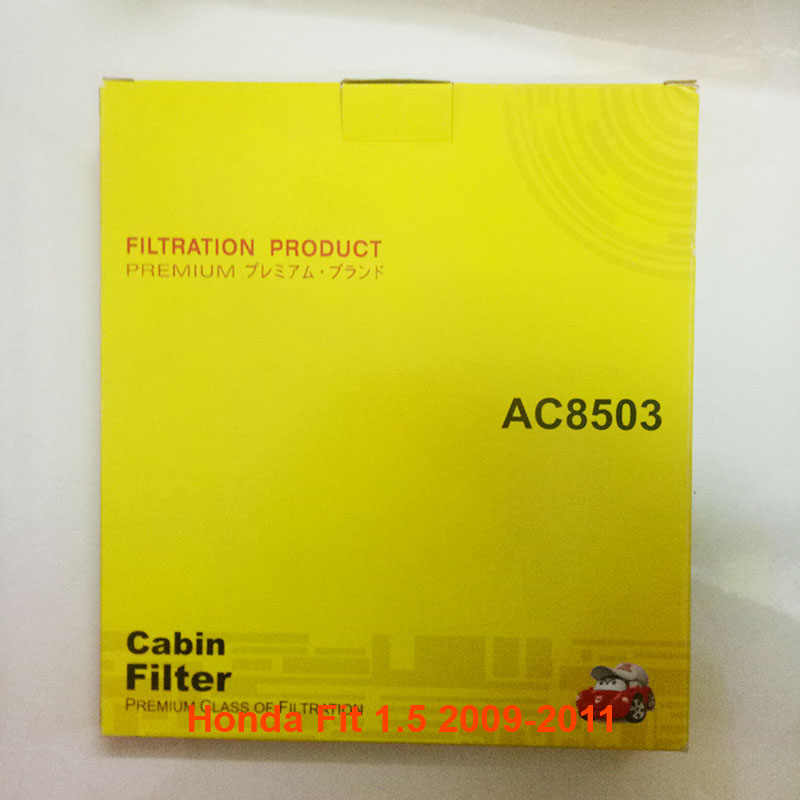 FILTRATION PRODUCT
PREMIUM プレミアム・ブランド
AC8503
Cabin
Filter
PREMIUM CLASS OF FILTRATION
Honda Fit 1.5 2009-2011